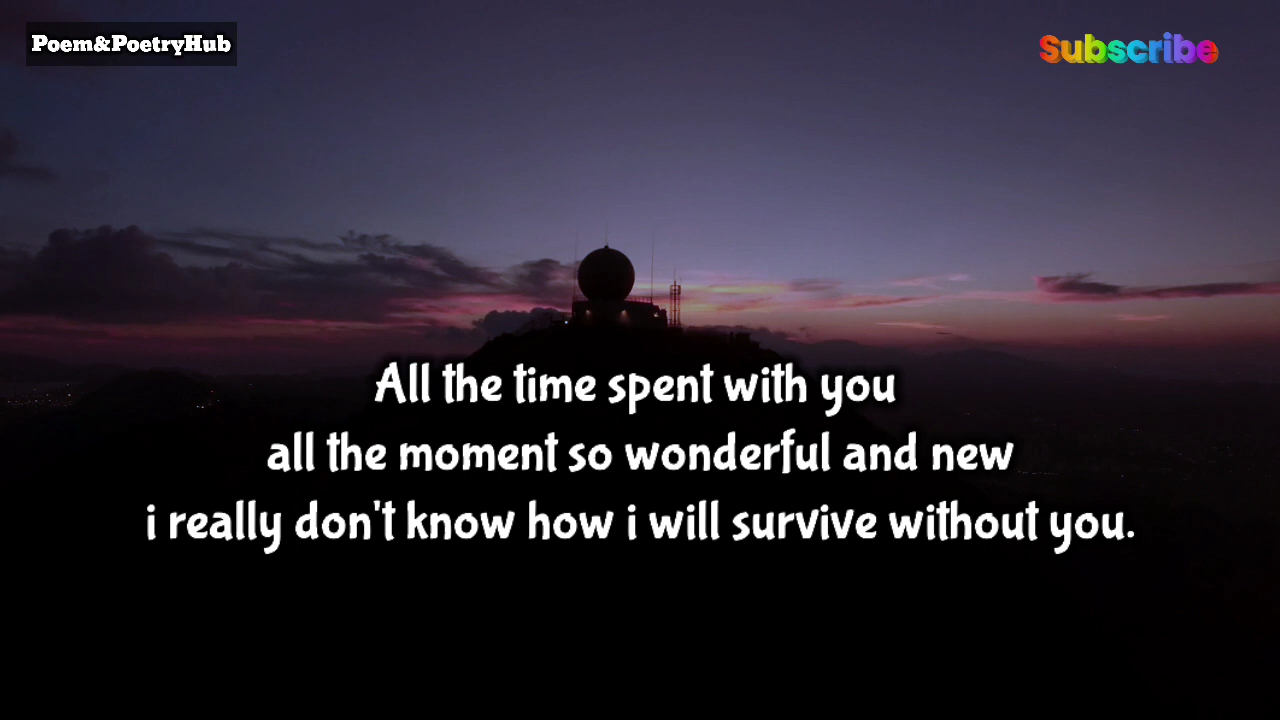 Poem&PoetryHub
Subscribe
All the time spent with you
all the moment so wonderful and new
i really don't know how i will survive without you.